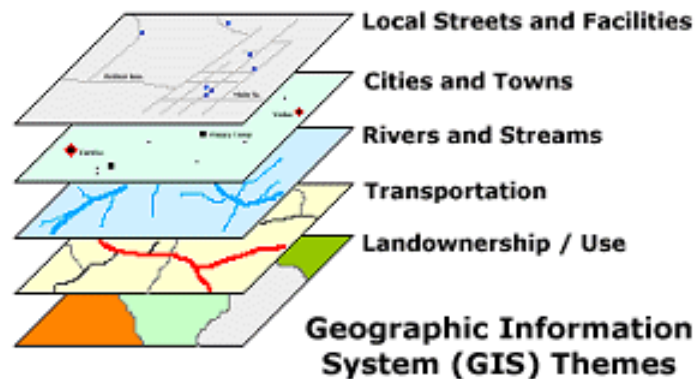 Local Streets and Facilities
Cities and Towns
Rivers and Streams
Transportation
Landownership / Use
Geographic Information
System (GIS) Themes